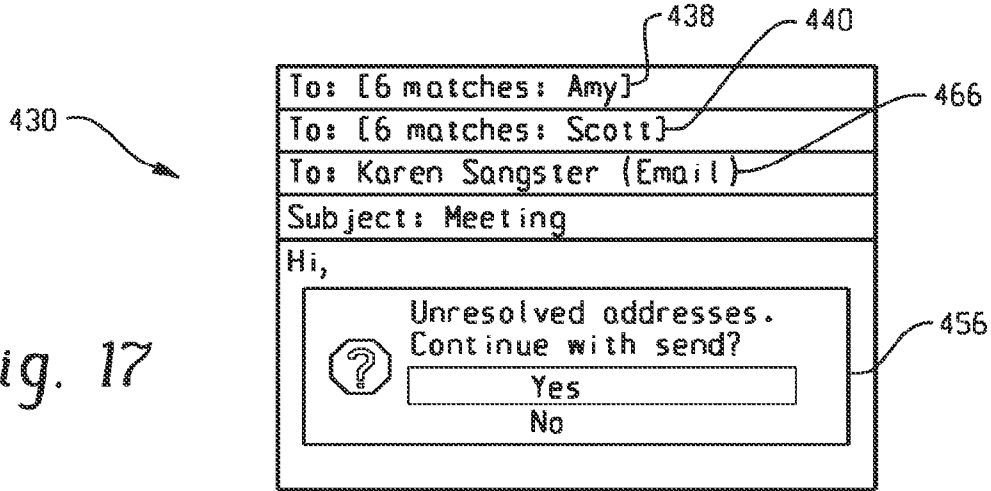 438
440
To: [6 matches: Amy]
466
430
To: [6 matches: Scott]
To: Karen Sangster (Email)
Subject: Meeting
Hi,
Unresolved addresses.
456
Continue with send?
ig. 17
Yes
No